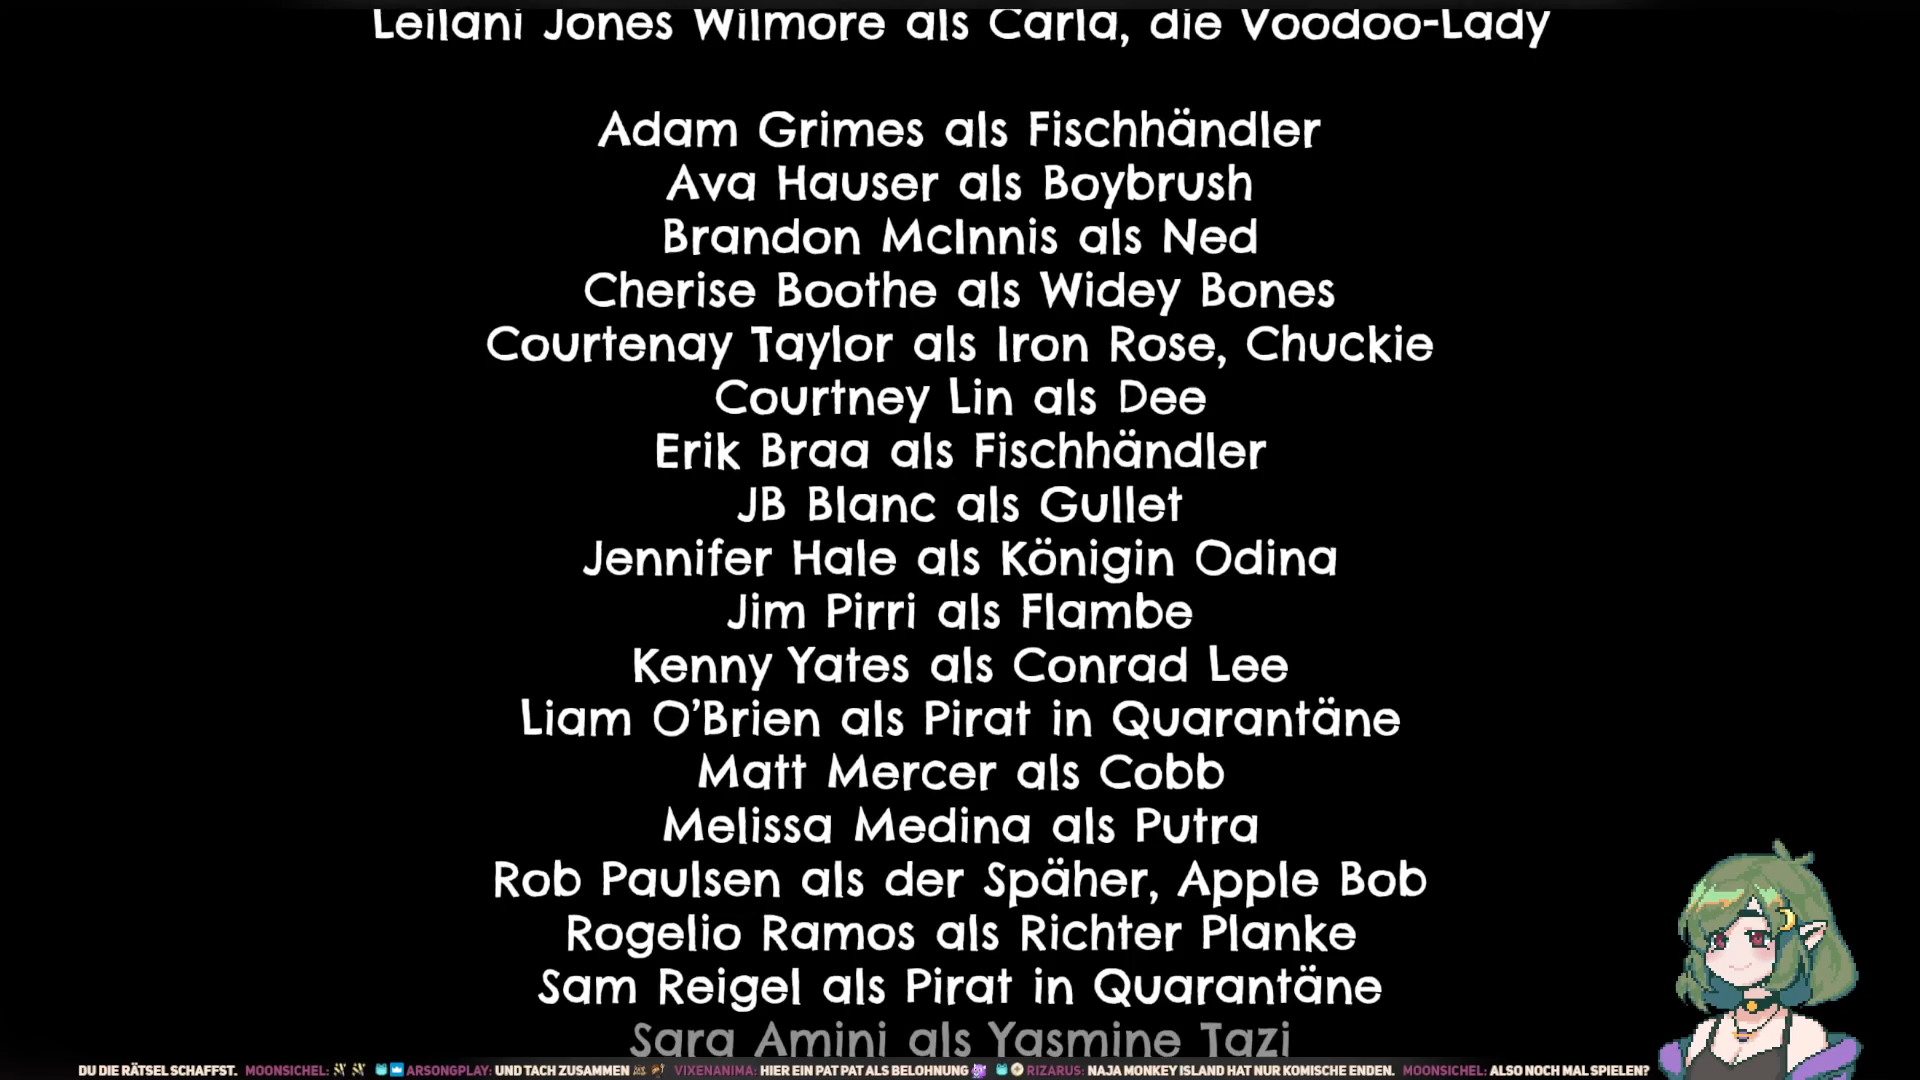 Leilani Jones Wilmore als Carla, die Voodoo-Lady
Adam Grimes als Fischhändler
Ava Hauser als Boybrush
Brandon McInnis als Ned
Cherise Boothe als Widey Bones
Courtenay Taylor als Iron Rose, Chuckie
Courtney Lin als Dee
Erik Braa als Fischhändler
JB Blanc als Gullet
Jennifer Hale als Königin Odina
Jim Pirri als Flambe
Kenny Yates als Conrad Lee
Liam O’Brien als Pirat in Quarantäne
Matt Mercer als Cobb
Melissa Medina als Putra
Rob Paulsen als der Späher, Apple Bob
Rogelio Ramos als Richter Planke
Sam Reigel als Pirat in Quarantäne
Sara Amini als Yasmine Tazi
DU DIE RÄTSEL SCHAFFST. MOONSICHEL: ARSONGPLAY: UND TACH ZUSAMMEN VIXENANIMA: HIER EIN PAT PAT ALS BELOHNUNG RIZARUS: NAJA MONKEY ISLAND HAT NUR KOMISCHE ENDEN. MOONSICHEL: ALSO NOCH MAL SPIELEN?